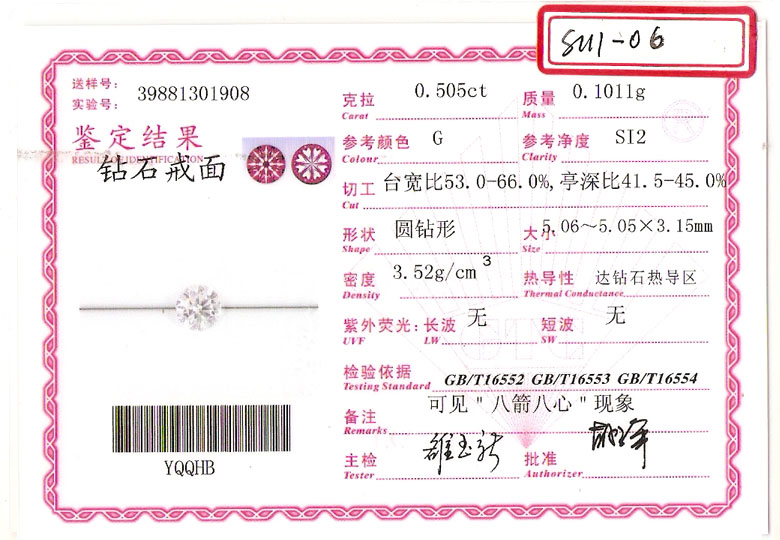 SU1-06
送样号:
实验号: 39881301908
鉴定结果
RESULT OF IDENTIFICATION
钻石戒面
YQQHB
克拉 0.505ct 质量 0.1011g
Carat Mass
参考颜色 G 参考净度 SI2
Colour Clarity
切工 台宽比53.0-66.0%,亭深比41.5-45.0%
Cut
形状 圆钻形 大小 5.06～5.05×3.15mm
Shape Size
密度 3.52g/cm³ 热导性 达钻石热导区
Density Thermal Conductance
紫外荧光: 长波 无 短波 无
UVF LW SW
检验依据
Testing Standard GB/T16552 GB/T16553 GB/T16554
备注 可见"八箭八心"现象
Remarks
主检 批准
Tester Authorizer